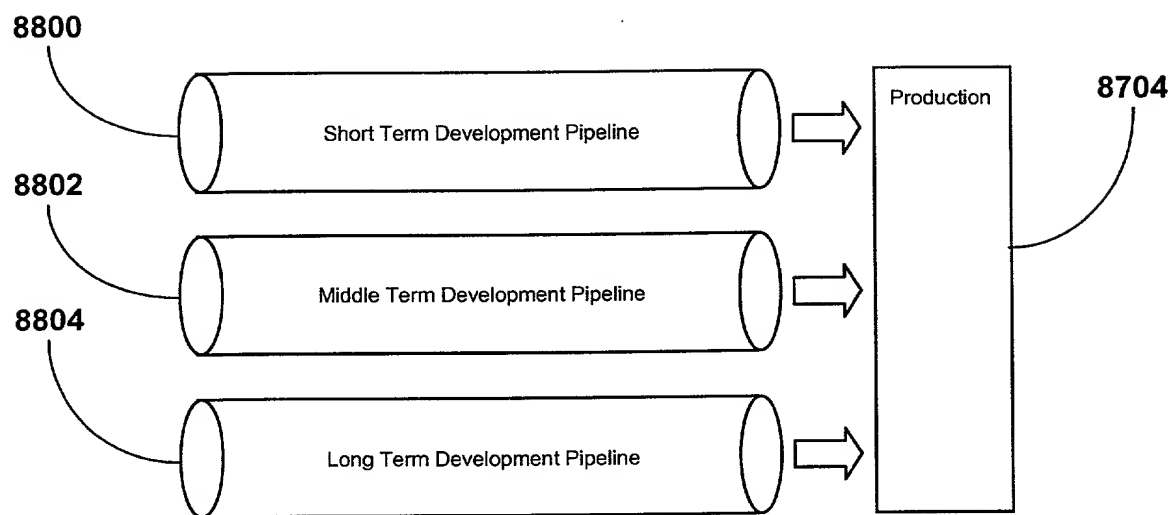 8800
Short Term Development Pipeline
Production
8704
8802
Middle Term Development Pipeline
8804
Long Term Development Pipeline